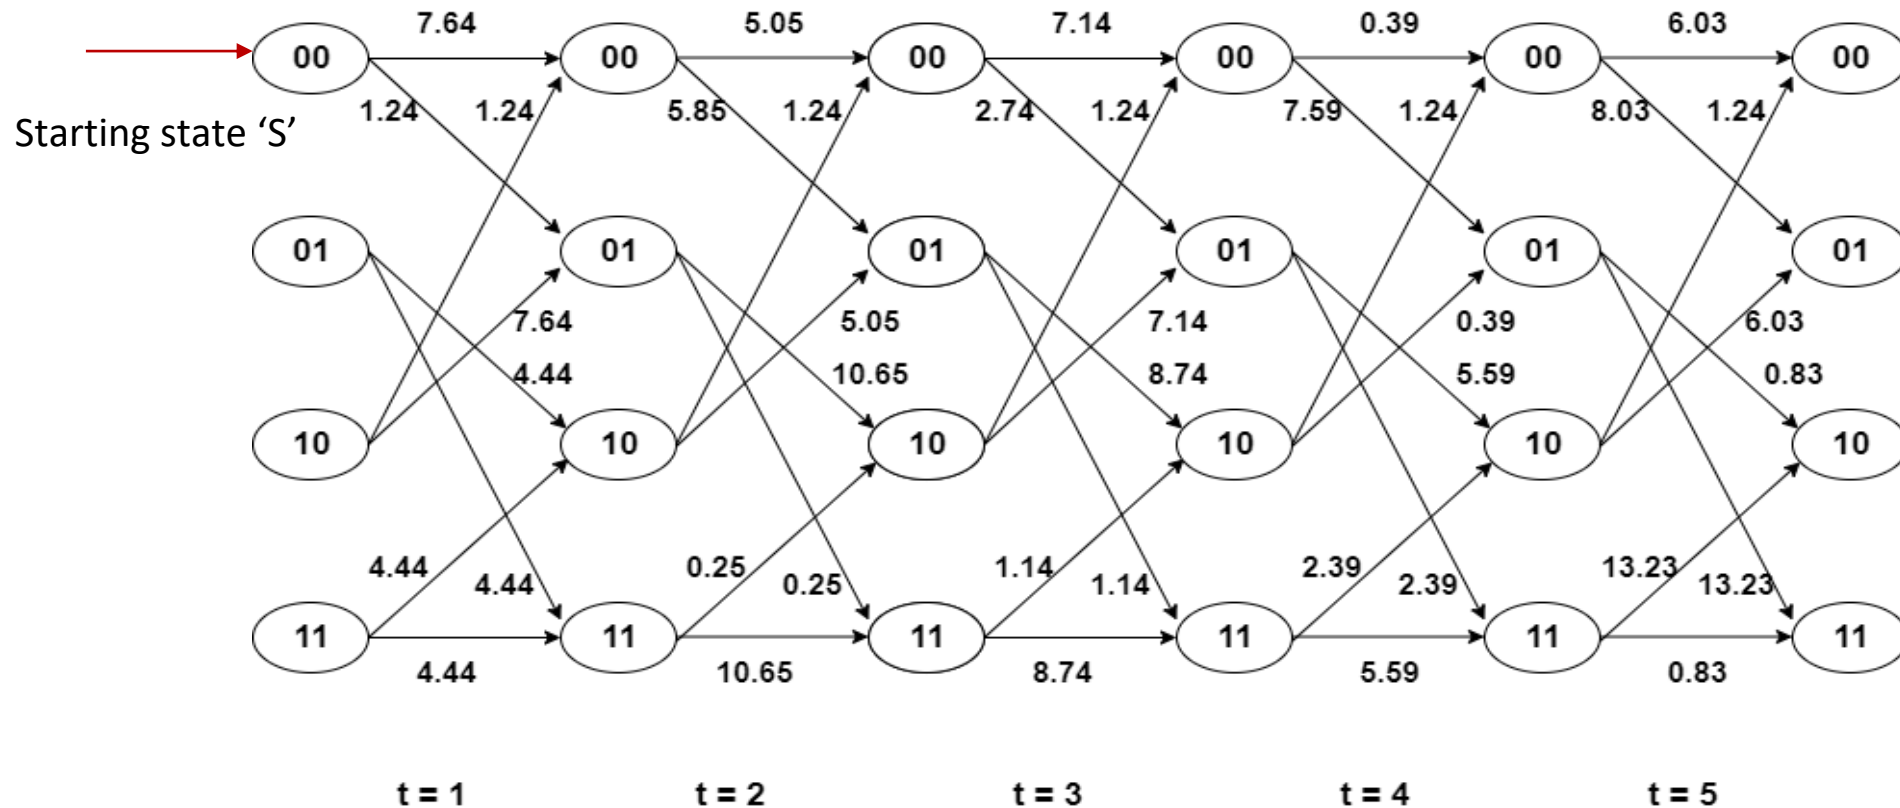 7.64 5.05 7.14 0.39 6.03
00 00 00 00 00 00
1.24 1.24 5.85 1.24 2.74 1.24 7.59 1.24 8.03 1.24
Starting state ‘S’
01 01 01 01 01 01
7.64 5.05 7.14 0.39 6.03
4.44 10.65 8.74 5.59 0.83
10 10 10 10 10 10
4.44 4.44 0.25 0.25 1.14 1.14 2.39 2.39 13.23 13.23
11 11 11 11 11 11
4.44 10.65 8.74 5.59 0.83
t = 1 t = 2 t = 3 t = 4 t = 5